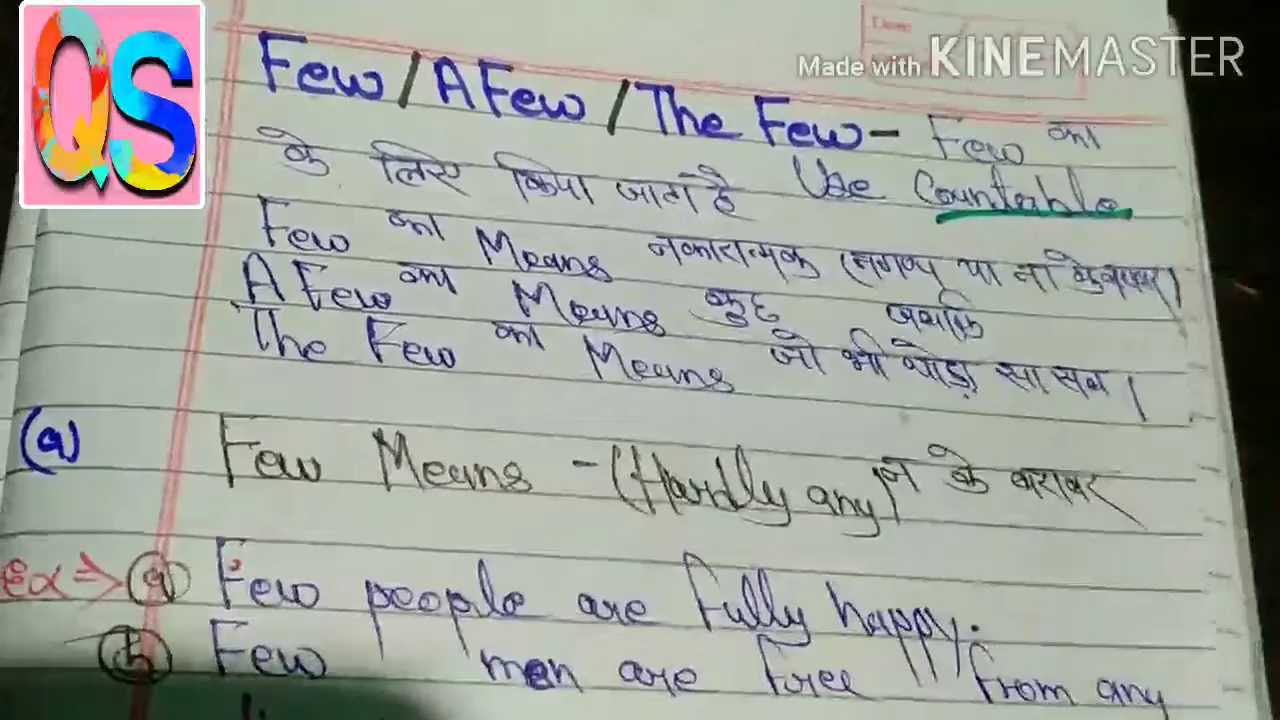 QS
Made with KINEMASTER
Few / A Few / The Few - Few का
Use Countable
के लिए किया जाता है
Few का Means नकारात्मक (नगण्य या ना के बराबर)
A Few का Means कुछ जबकि
The Few का Means जो भी थोड़ा सा सब।
(a) Few Means - (Hardly any) न के बराबर
ex ⇒ (a) Few people are fully happy.
(b) Few men are free from any